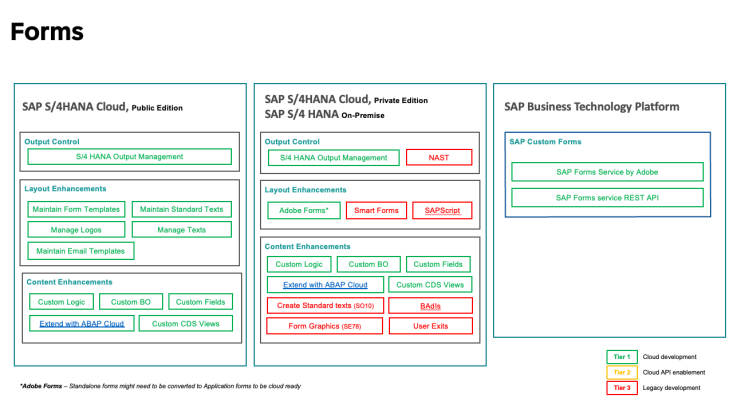 Forms
SAP S/4HANA Cloud, Public Edition
Output Control
S/4 HANA Output Management
Layout Enhancements
Maintain Form Templates
Maintain Standard Texts
Manage Logos
Manage Texts
Maintain Email Templates
Content Enhancements
Custom Logic
Custom BO
Custom Fields
Extend with ABAP Cloud
Custom CDS Views
SAP S/4HANA Cloud, Private Edition
SAP S/4 HANA On-Premise
Output Control
S/4 HANA Output Management
NAST
Layout Enhancements
Adobe Forms*
Smart Forms
SAPScript
Content Enhancements
Custom Logic
Custom BO
Custom Fields
Extend with ABAP Cloud
Custom CDS Views
Create Standard texts (SO10)
BAdIs
Form Graphics (SE78)
User Exits
SAP Business Technology Platform
SAP Custom Forms
SAP Forms Service by Adobe
SAP Forms service REST API
Tier 1 Cloud development
Tier 2 Cloud API enablement
Tier 3 Legacy development
*Adobe Forms – Standalone forms might need to be converted to Application forms to be cloud ready